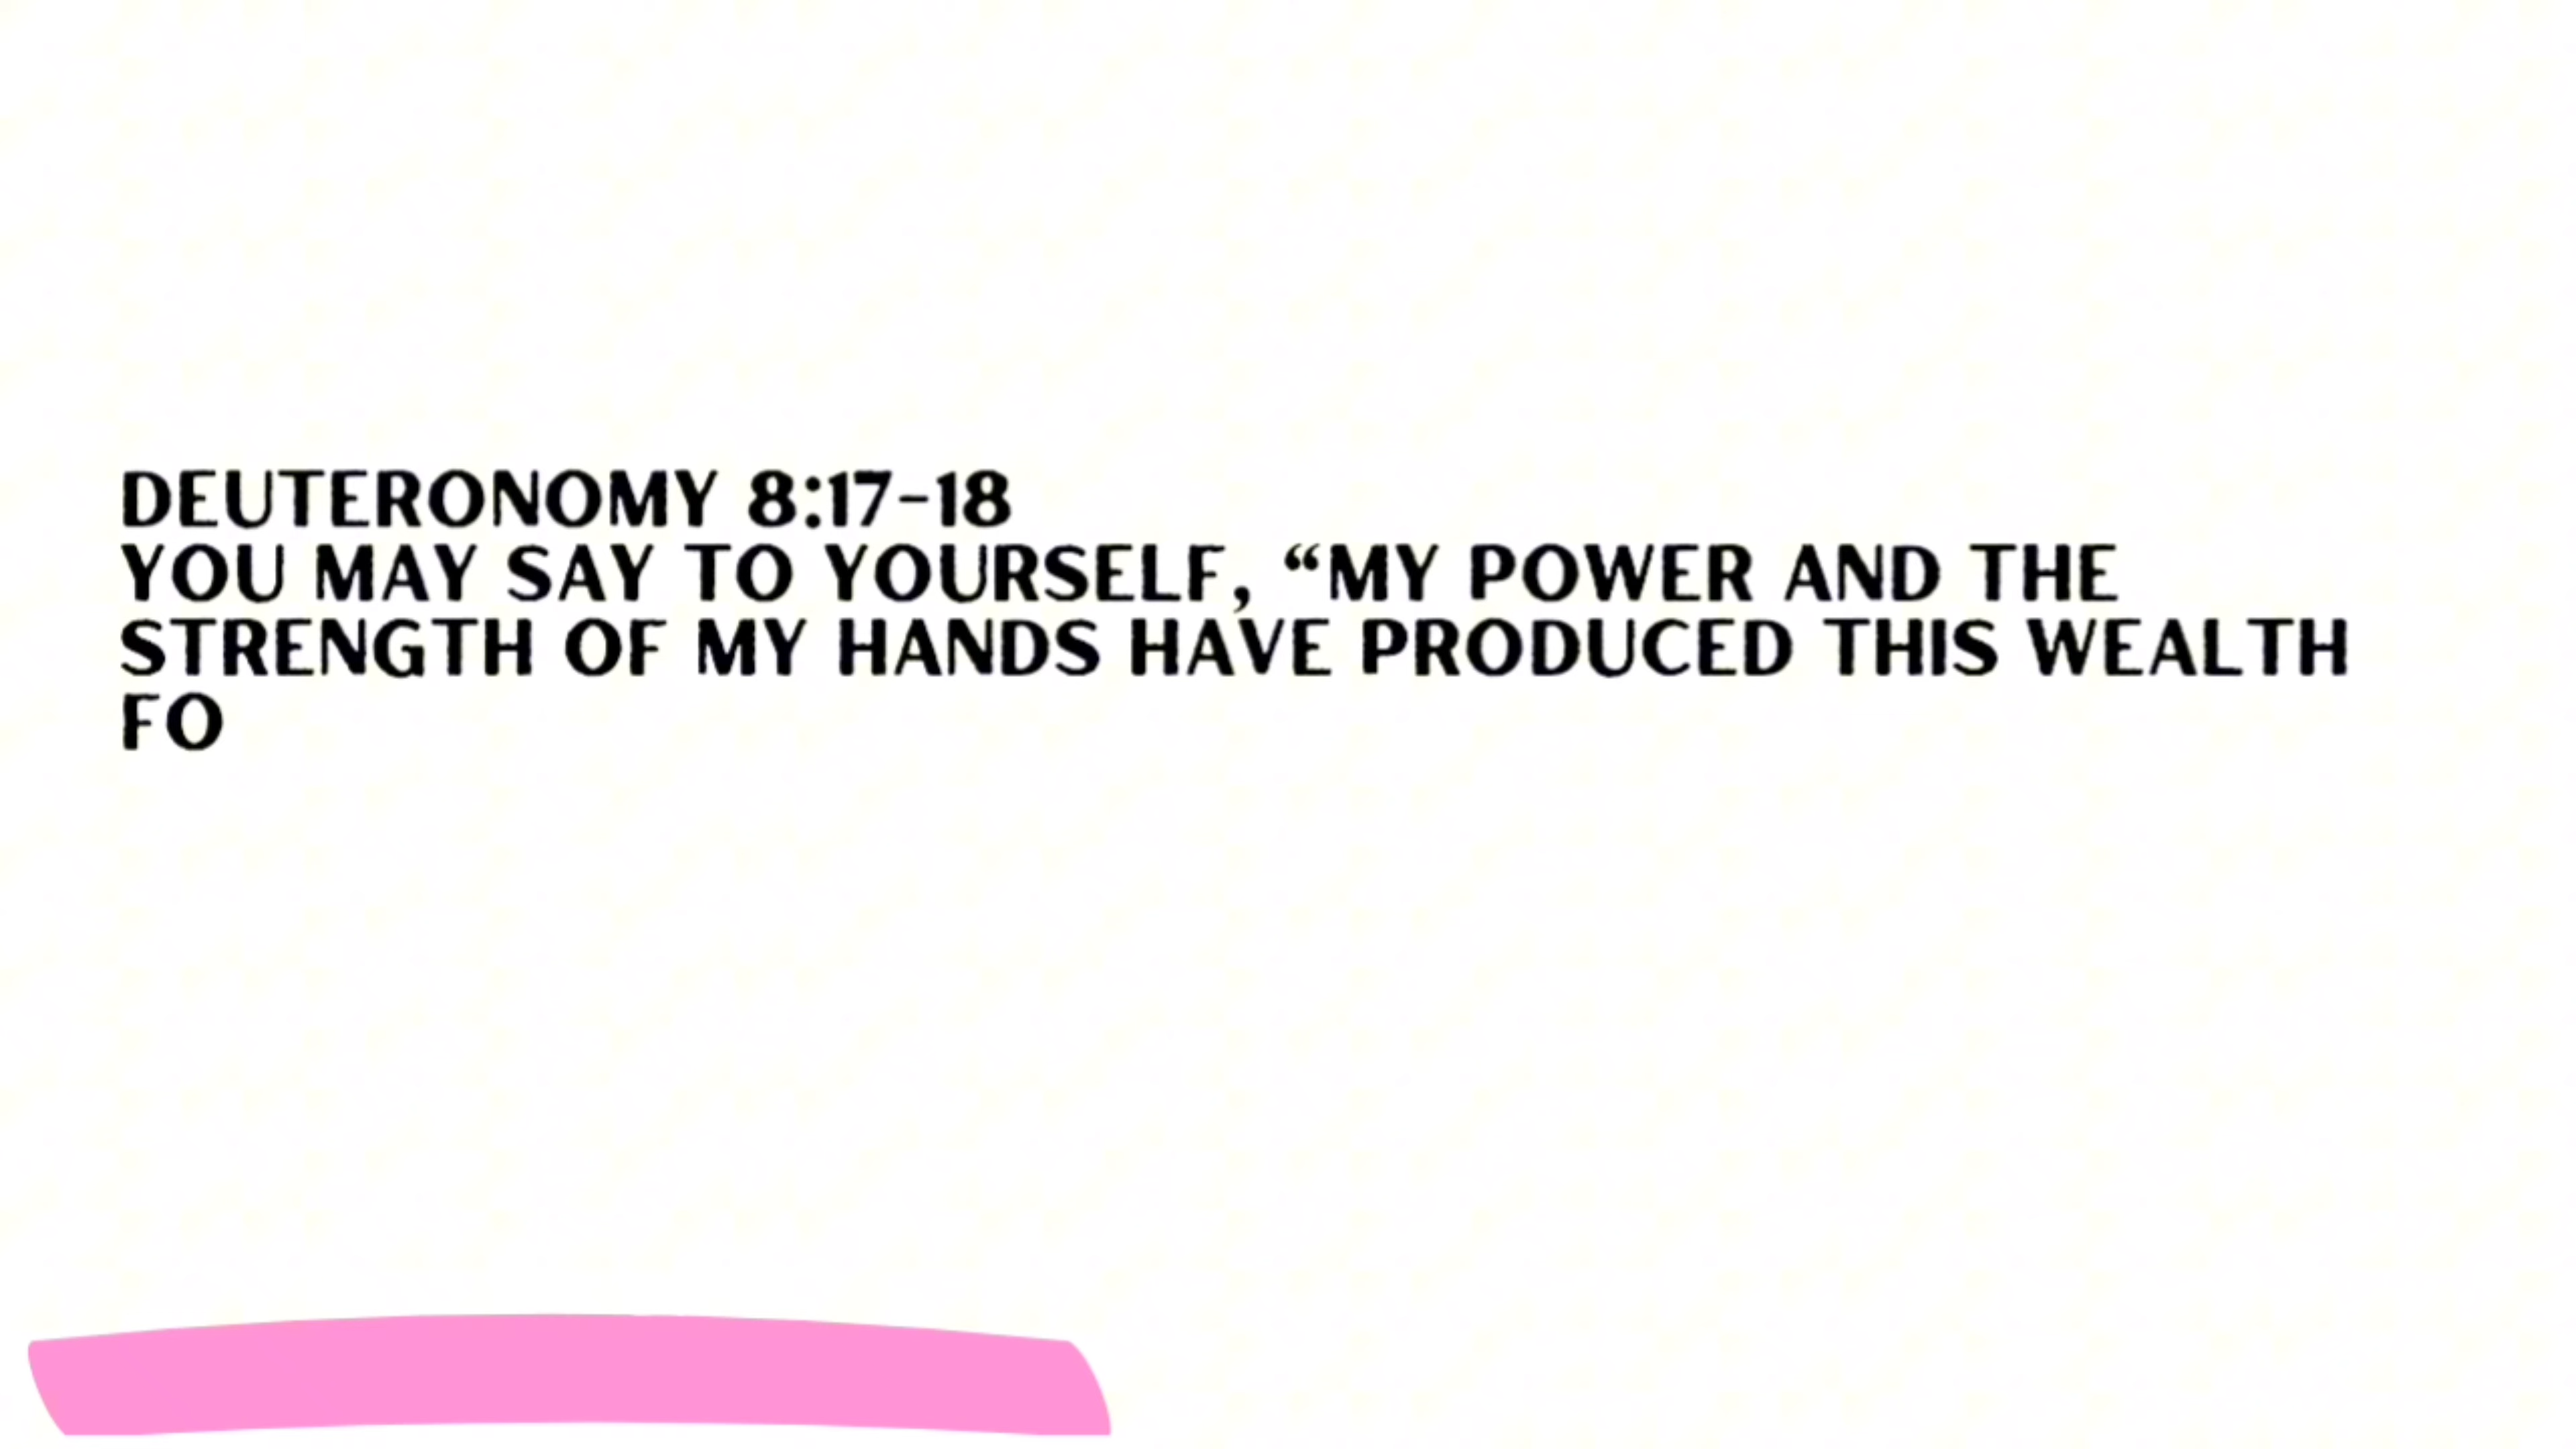 DEUTERONOMY 8:17-18
YOU MAY SAY TO YOURSELF, “MY POWER AND THE
STRENGTH OF MY HANDS HAVE PRODUCED THIS WEALTH
FO